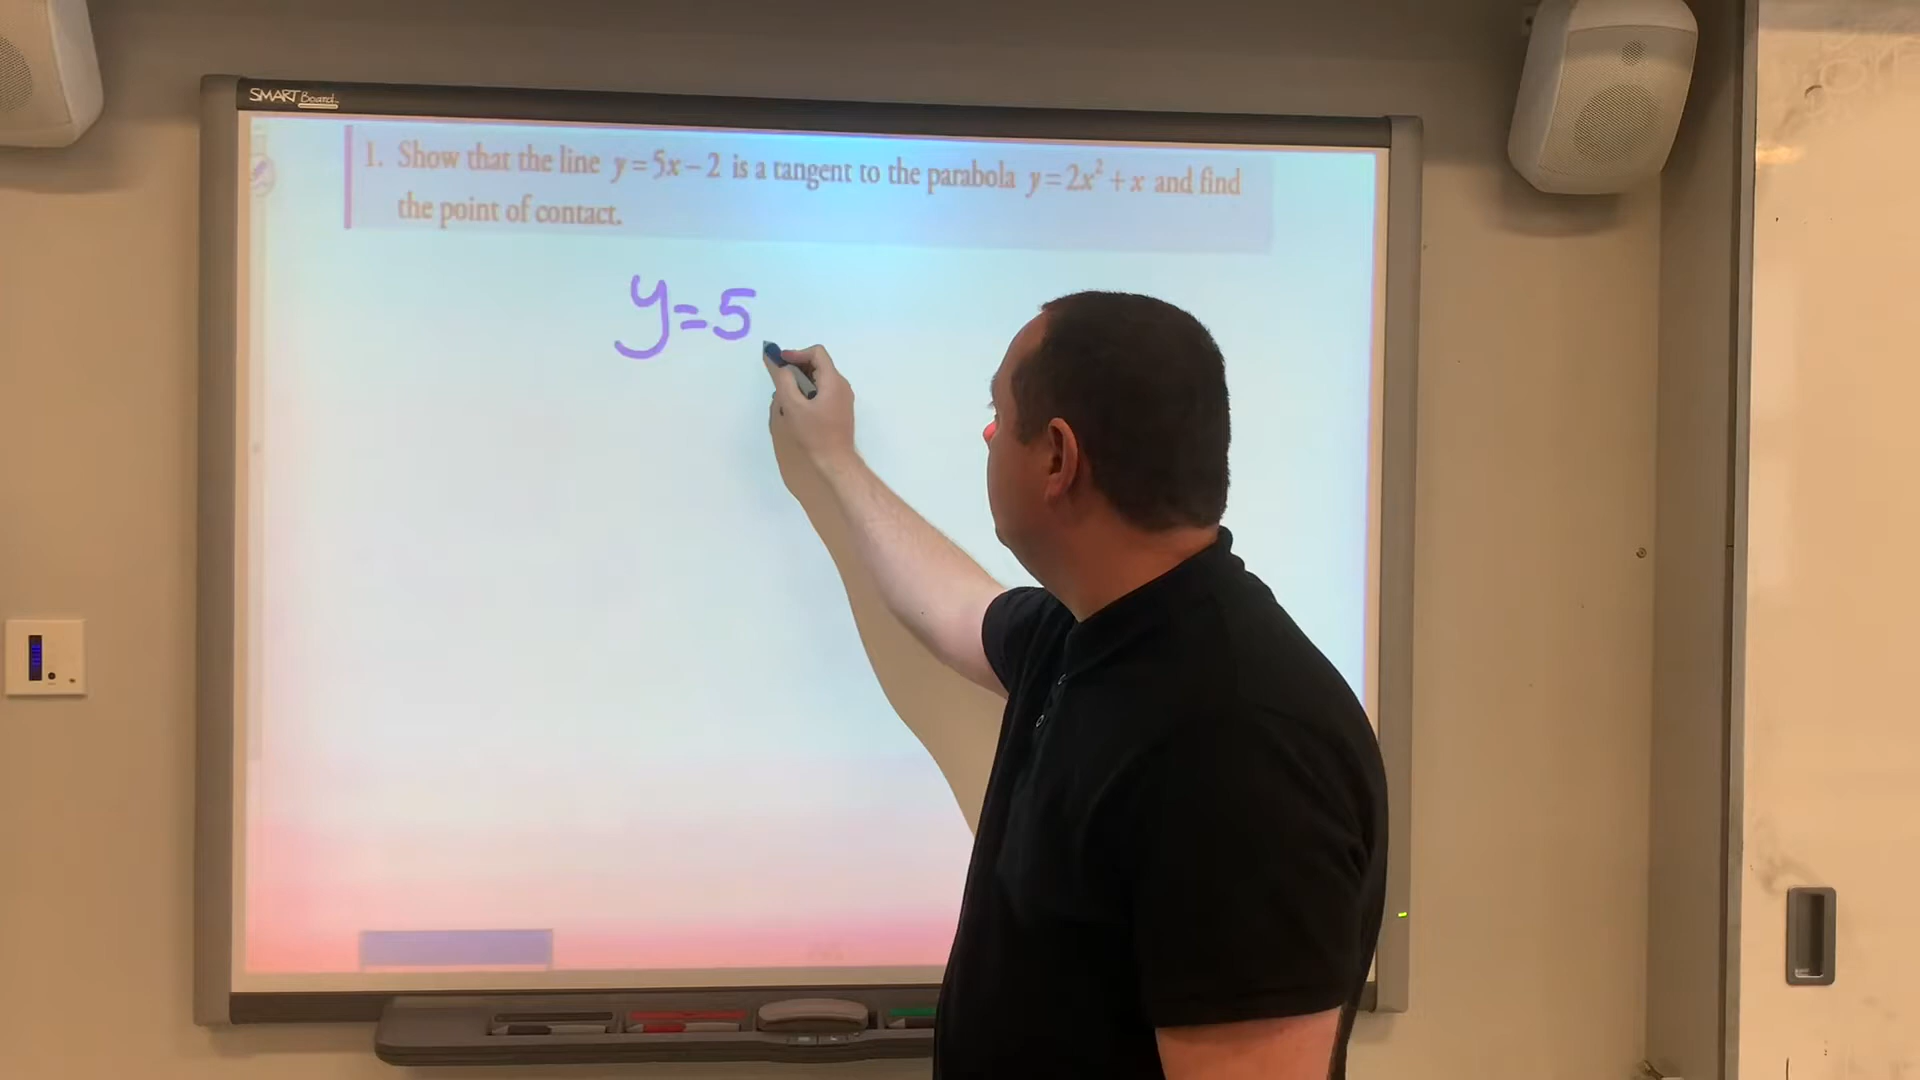 SMART Board
1. Show that the line y=5x-2 is a tangent to the parabola y=2x²+x and find
the point of contact.
y=5